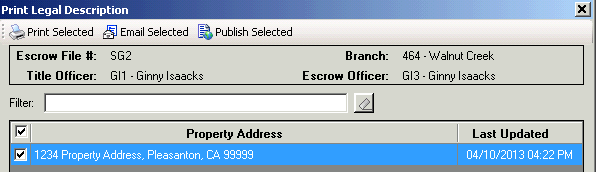 Print Legal Description
Print Selected Email Selected Publish Selected
Escrow File #: SG2 Branch: 464 - Walnut Creek
Title Officer: GI1 - Ginny Isaacks Escrow Officer: GI3 - Ginny Isaacks
Filter:
Property Address Last Updated
1234 Property Address, Pleasanton, CA 99999 04/10/2013 04:22 PM